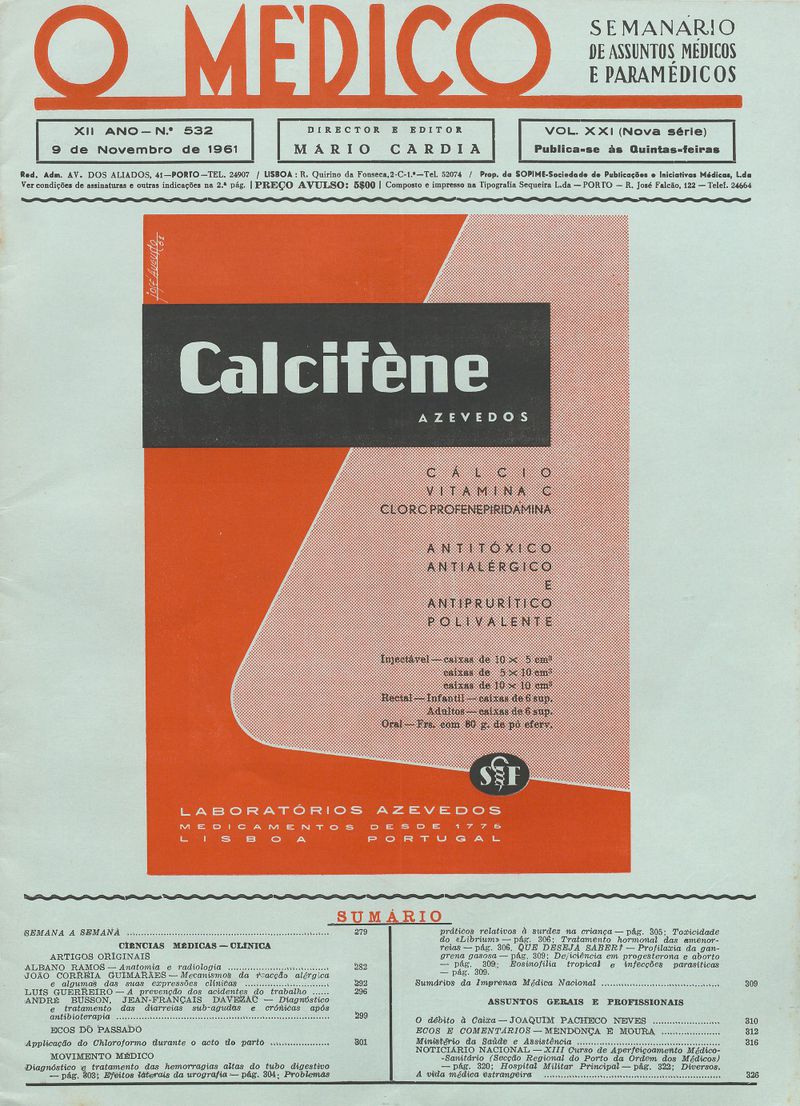 O MÉDICO
SEMANÁRIO
DE ASSUNTOS MÉDICOS
E PARAMÉDICOS
XII ANO — N.º 532
9 de Novembro de 1961
DIRECTOR E EDITOR
MÁRIO CARDIA
VOL. XXI (Nova série)
Publica-se às Quintas-feiras
Red. Adm. AV. DOS ALIADOS, 41—PORTO—TEL. 24907 / LISBOA : R. Quirino da Fonseca, 2-C-1.º—Tel. 52074 / Prop. da SOPIME-Sociedade de Publicações e Iniciativas Médicas, L.da
Ver condições de assinaturas e outras indicações na 2.ª pág. | PREÇO AVULSO: 5$00 | Composto e impresso na Tipografia Sequeira L.da — PORTO — R. José Falcão, 122 — Telef. 24664
JOSÉ AUGUSTO 61
Calcifène
AZEVEDOS
CÁLCIO
VITAMINA C
CLORCPROFENEPIRIDAMINA
ANTITÓXICO
ANTIALÉRGICO
E
ANTIPRURÍTICO
POLIVALENTE
Injectável — caixas de 10 × 5 cm³
caixas de 5 × 10 cm³
caixas de 10 × 10 cm³
Rectal — Infantil — caixas de 6 sup.
Adultos — caixas de 6 sup.
Oral — Frs. com 80 g. de pó eferv.
S F
LABORATÓRIOS AZEVEDOS
MEDICAMENTOS DESDE 1775
LISBOA PORTUGAL
SUMÁRIO
SEMANA A SEMANA 279
CIÊNCIAS MÉDICAS — CLÍNICA
ARTIGOS ORIGINAIS
ALBANO RAMOS — Anatomia e radiologia 282
JOÃO CORREIA GUIMARÃES — Mecanismos da reacção alérgica
e algumas das suas expressões clínicas 292
LUÍS GUERREIRO — A prevenção dos acidentes do trabalho 296
ANDRÉ BUSSON, JEAN-FRANÇAIS DAVEZAC — Diagnóstico
e tratamento das diarreias sub-agudas e crónicas após
antibioterapia 299
ECOS DO PASSADO
Applicação do Chloroformo durante o acto do parto 301
MOVIMENTO MÉDICO
Diagnóstico e tratamento das hemorragias altas do tubo digestivo
— pág. 303; Efeitos laterais da urografia — pág. 304; Problemas
práticos relativos à surdez na criança — pág. 305; Toxicidade
do «Librium» — pág. 306; Tratamento hormonal das amenor-
reias — pág. 306. QUE DESEJA SABER? — Profilaxia da gan-
grena gasosa — pág. 309; Deficiência em progesterona e aborto
— pág. 309; Eosinofilia tropical e infecções parasíticas
— pág. 309.
Sumários da Imprensa Médica Nacional 309
ASSUNTOS GERAIS E PROFISSIONAIS
O débito à Caixa — JOAQUIM PACHECO NEVES 310
ECOS E COMENTÁRIOS — MENDONÇA E MOURA 312
Ministério da Saúde e Assistência 316
NOTICIÁRIO NACIONAL — XIII Curso de Aperfeiçoamento Médico-
-Sanitário (Secção Regional do Porto da Ordem dos Médicos)
— pág. 320; Hospital Militar Principal — pág. 322; Diversos.
A vida médica estrangeira 326